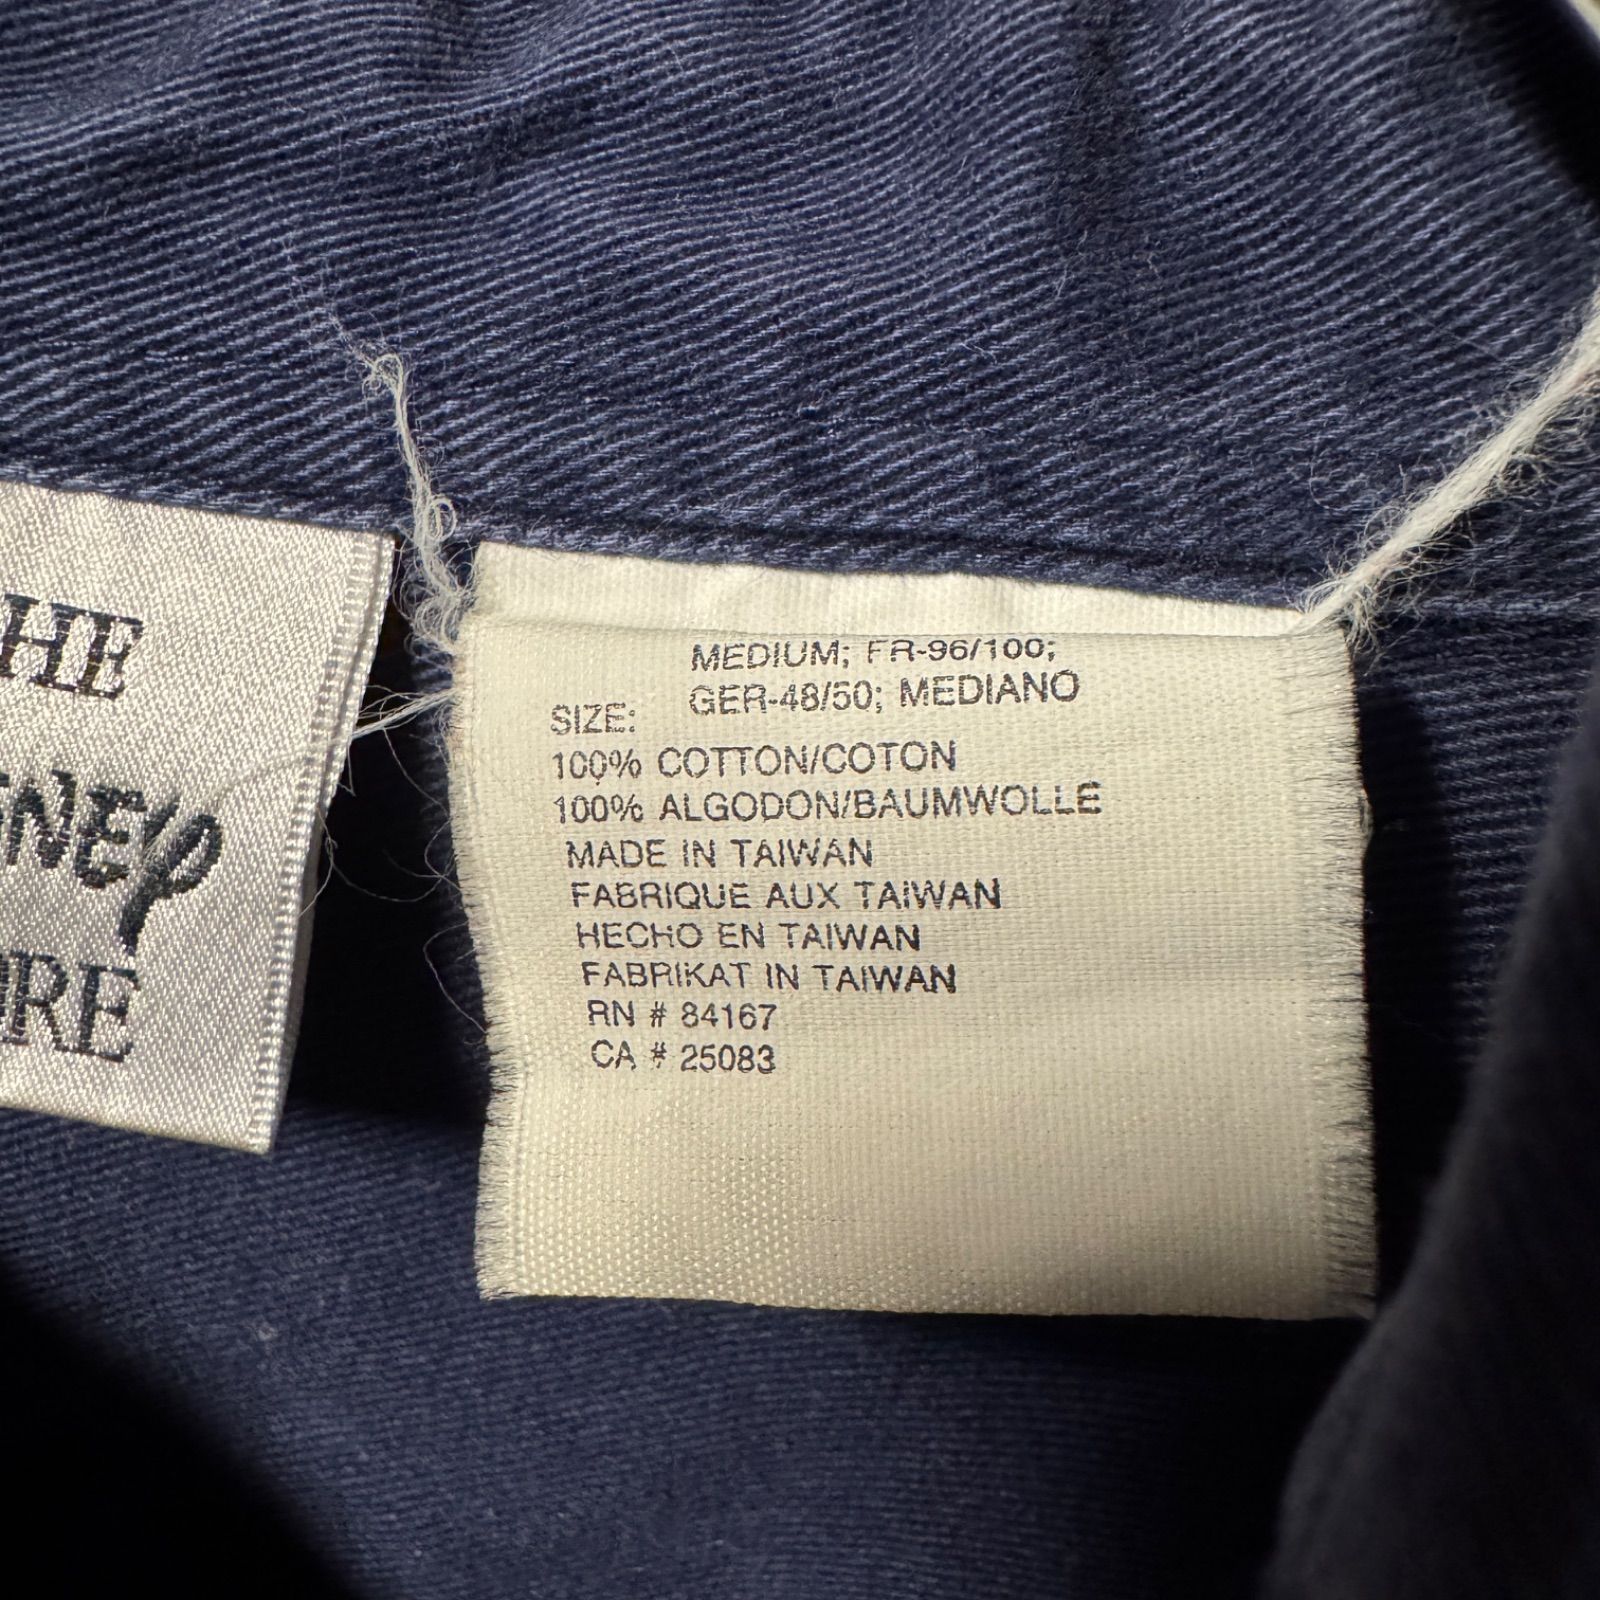 HE
SNEY
ORE
MEDIUM; FR-96/100;
GER-48/50; MEDIANO
SIZE:
100% COTTON/COTON
100% ALGODON/BAUMWOLLE
MADE IN TAIWAN
FABRIQUE AUX TAIWAN
HECHO EN TAIWAN
FABRIKAT IN TAIWAN
RN # 84167
CA # 25083